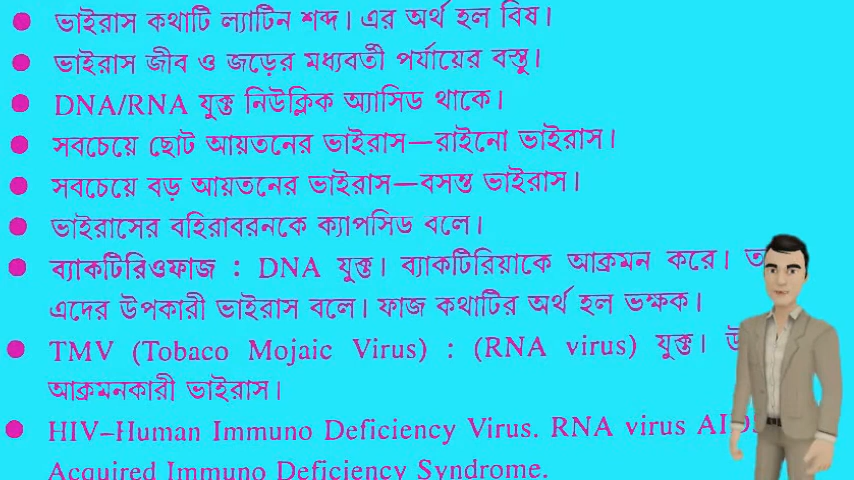 ● ভাইরাস কথাটি ল্যাটিন শব্দ। এর অর্থ হল বিষ।
● ভাইরাস জীব ও জড়ের মধ্যবর্তী পর্যায়ের বস্তু।
● DNA/RNA যুক্ত নিউক্লিক অ্যাসিড থাকে।
● সবচেয়ে ছোট আয়তনের ভাইরাস—রাইনো ভাইরাস।
● সবচেয়ে বড় আয়তনের ভাইরাস—বসন্ত ভাইরাস।
● ভাইরাসের বহিরাবরনকে ক্যাপসিড বলে।
● ব্যাকটিরিওফাজ : DNA যুক্ত। ব্যাকটিরিয়াকে আক্রমন করে।
এদের উপকারী ভাইরাস বলে। ফাজ কথাটির অর্থ হল ভক্ষক।
● TMV (Tobaco Mojaic Virus) : (RNA virus) যুক্ত।
আক্রমনকারী ভাইরাস।
● HIV–Human Immuno Deficiency Virus. RNA virus
Acquired Immuno Deficiency Syndrome.